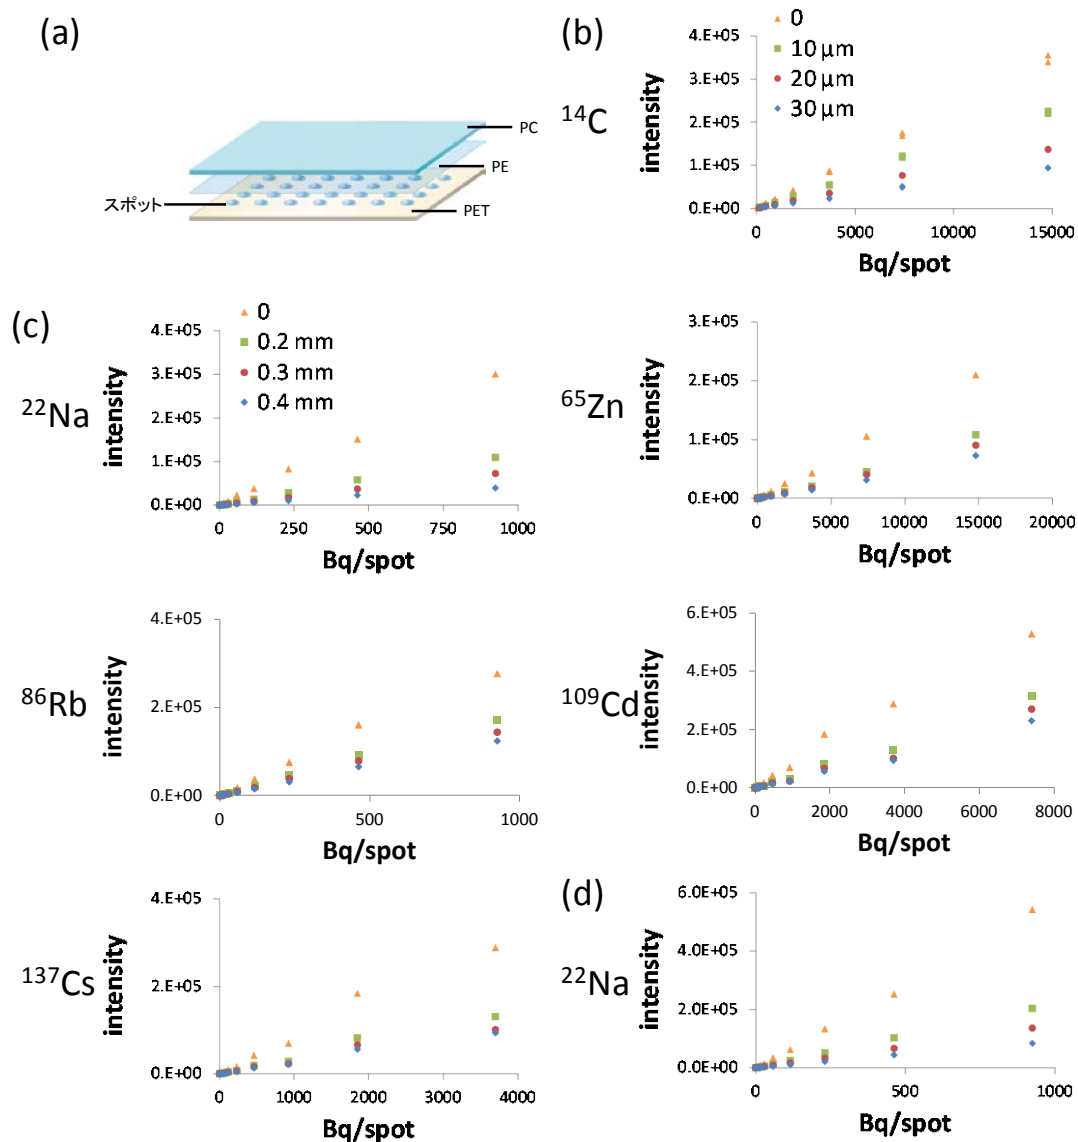 (a)
PC
PE
スポット
PET
(b)
14C
0
10 μm
20 μm
30 μm
intensity
4.E+05
3.E+05
2.E+05
1.E+05
0.E+00
0 5000 10000 15000
Bq/spot
(c)
22Na
0
0.2 mm
0.3 mm
0.4 mm
intensity
4.E+05
3.E+05
2.E+05
1.E+05
0.E+00
0 250 500 750 1000
Bq/spot
65Zn
intensity
3.E+05
2.E+05
1.E+05
0.E+00
0 5000 10000 15000 20000
Bq/spot
86Rb
intensity
4.E+05
2.E+05
0.E+00
0 500 1000
Bq/spot
109Cd
intensity
6.E+05
4.E+05
2.E+05
0.E+00
0 2000 4000 6000 8000
Bq/spot
137Cs
intensity
4.E+05
2.E+05
0.E+00
0 1000 2000 3000 4000
Bq/spot
(d)
22Na
intensity
6.0E+05
4.0E+05
2.0E+05
0.0E+00
0 500 1000
Bq/spot